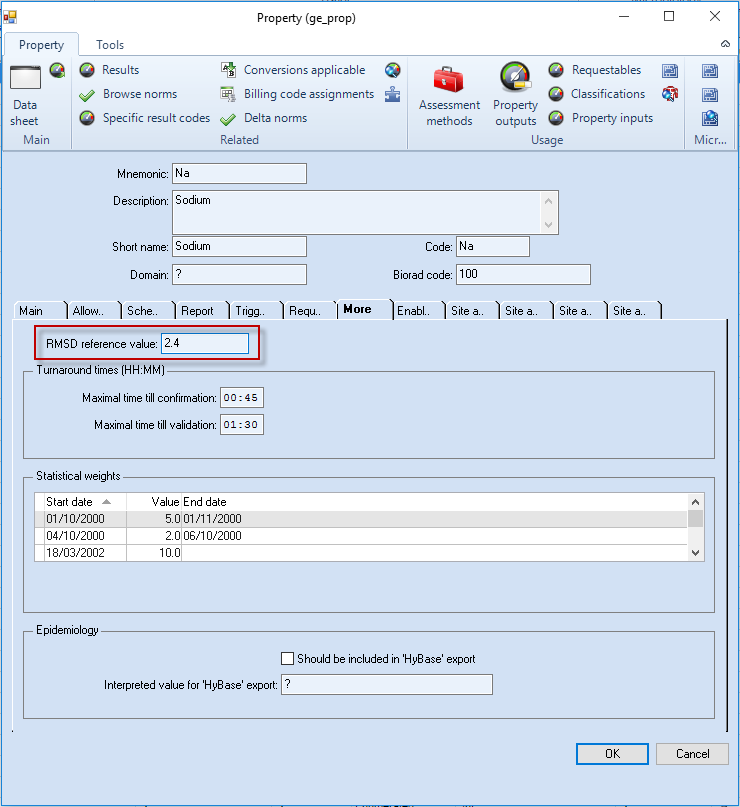 Property (ge_prop)
Property Tools
Data sheet
Results
Browse norms
Specific result codes
Conversions applicable
Billing code assignments
Delta norms
Assessment methods
Property outputs
Requestables
Classifications
Property inputs
Main Related Usage Micr...
Mnemonic: Na
Description: Sodium
Short name: Sodium Code: Na
Domain: ? Biorad code: 100
Main Allow.. Sche.. Report Trigg.. Requ.. More Enabl.. Site a.. Site a.. Site a.. Site a..
RMSD reference value: 2.4
Turnaround times (HH:MM)
Maximal time till confirmation: 00:45
Maximal time till validation: 01:30
Statistical weights
Start date Value End date
01/10/2000 5.0 01/11/2000
04/10/2000 2.0 06/10/2000
18/03/2002 10.0
Epidemiology
Should be included in 'HyBase' export
Interpreted value for 'HyBase' export: ?
OK Cancel